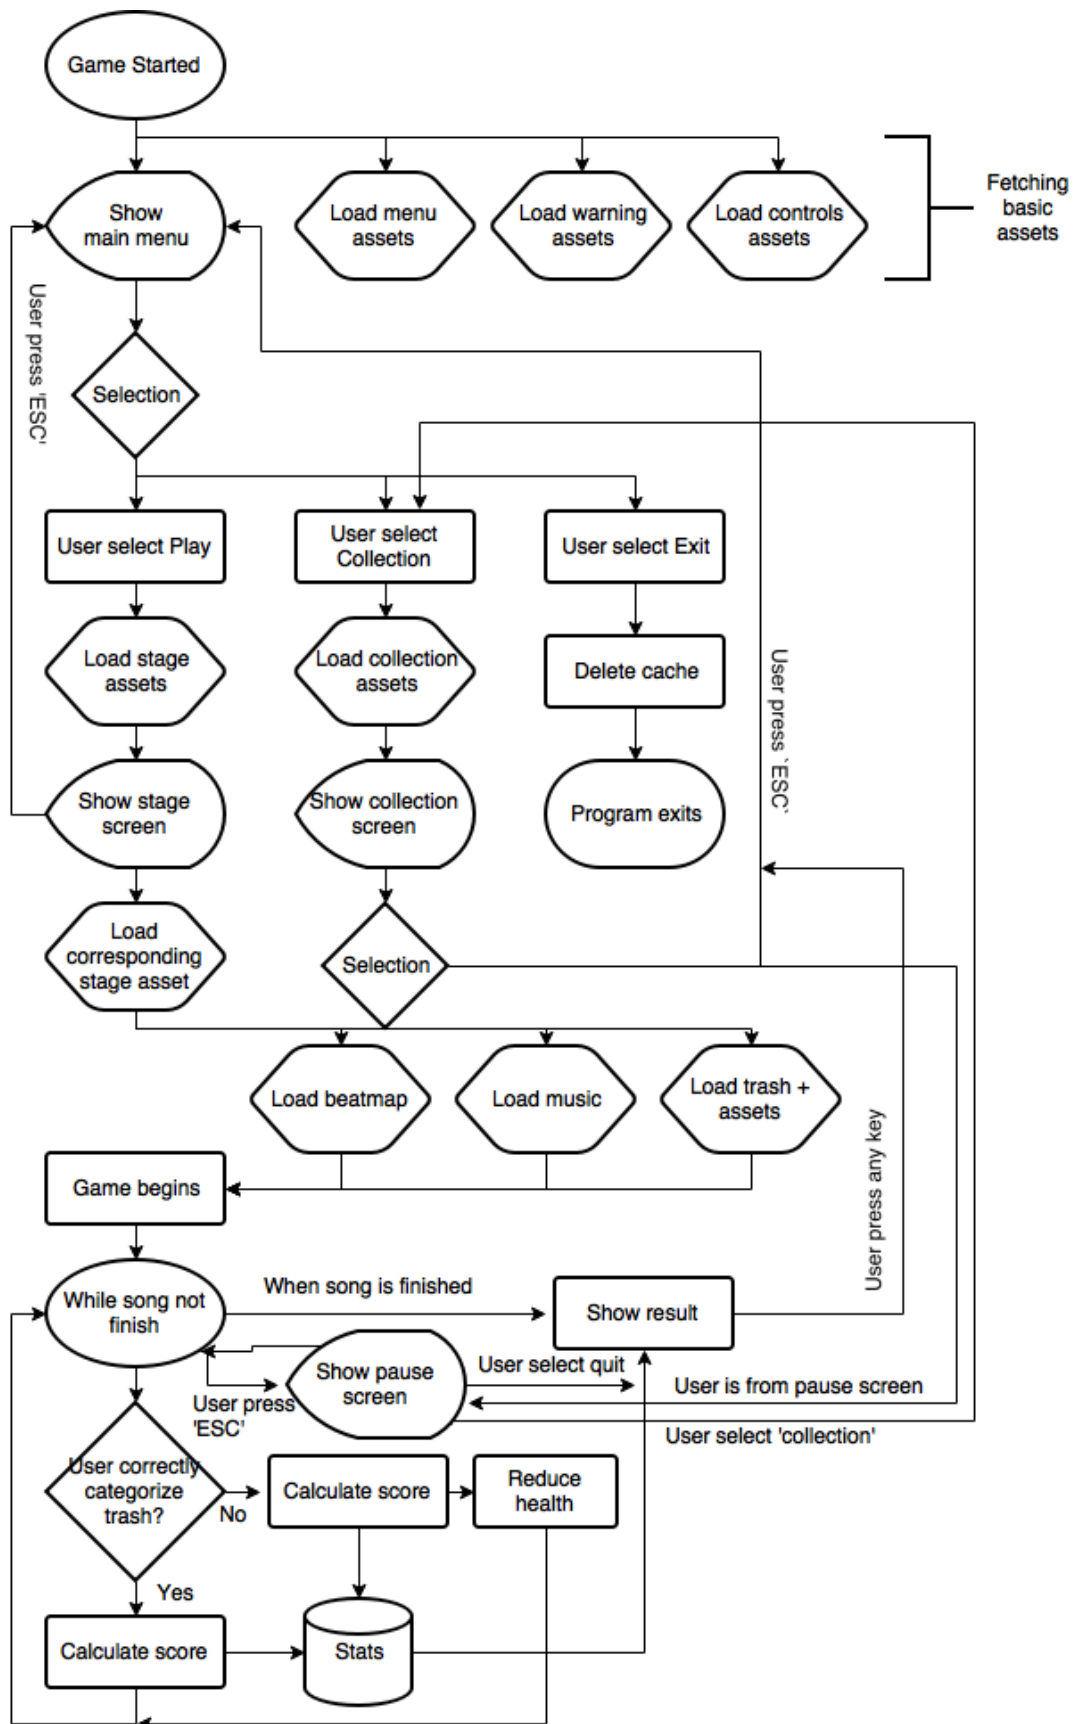 Game Started
Show
main menu
Load menu
assets
Load warning
assets
Load controls
assets
Fetching
basic
assets
User press 'ESC'
Selection
User select Play
User select
Collection
User select Exit
Load stage
assets
Load collection
assets
Delete cache
User press `ESC`
Show stage
screen
Show collection
screen
Program exits
Load
corresponding
stage asset
Selection
Load beatmap
Load music
Load trash +
assets
User press any key
Game begins
While song not
finish
When song is finished
Show result
Show pause
screen
User select quit
User is from pause screen
User press
'ESC'
User select 'collection'
User correctly
categorize
trash?
No
Calculate score
Reduce
health
Yes
Calculate score
Stats